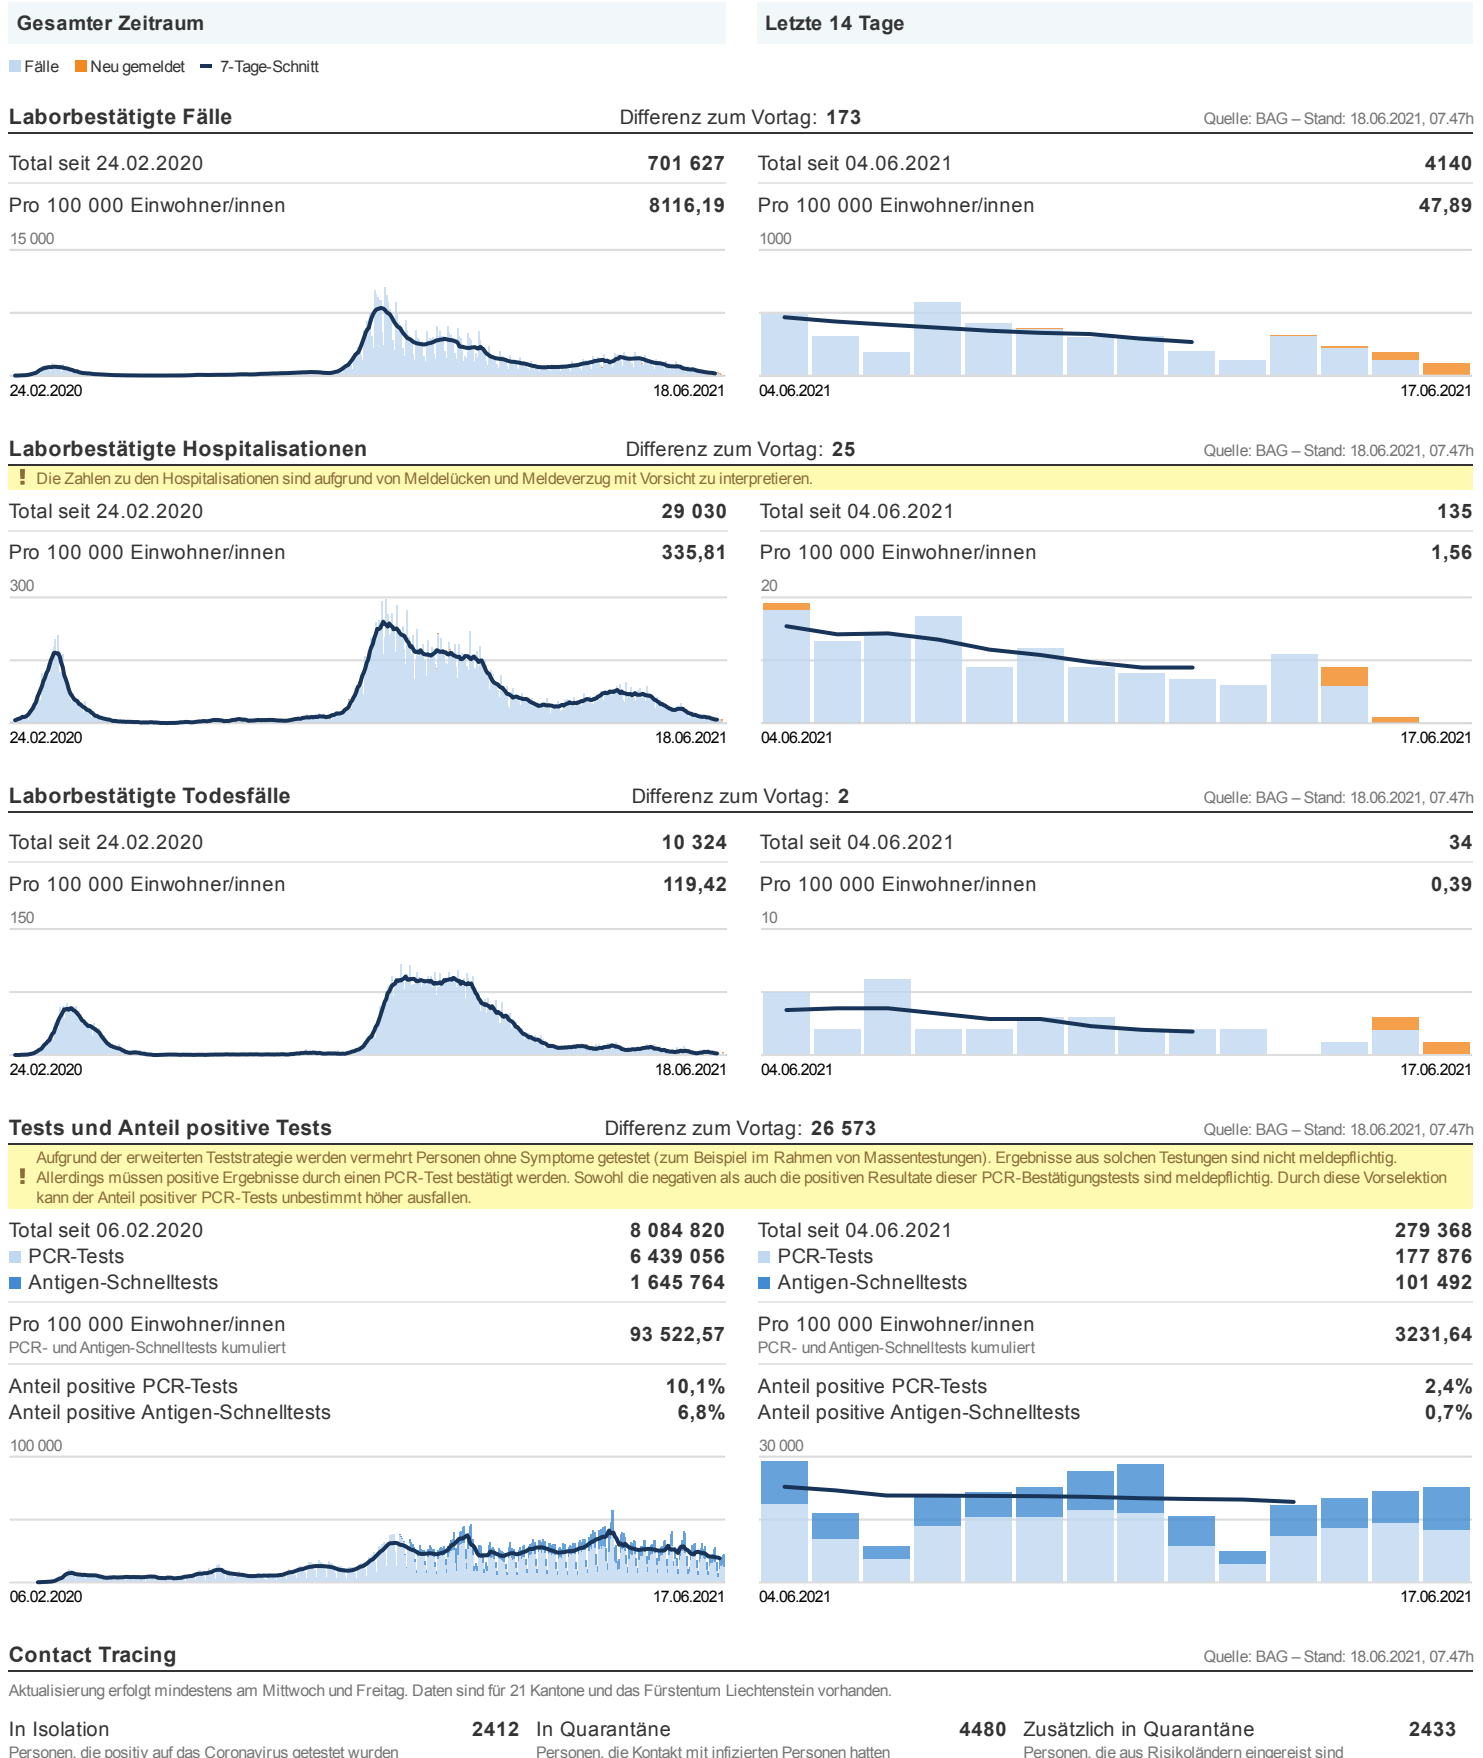 Gesamter Zeitraum
Letzte 14 Tage
Fälle Neu gemeldet 7-Tage-Schnitt
Laborbestätigte Fälle Differenz zum Vortag: 173 Quelle: BAG – Stand: 18.06.2021, 07.47h
Total seit 24.02.2020 701 627
Pro 100 000 Einwohner/innen 8116,19
15 000
24.02.2020 18.06.2021
Total seit 04.06.2021 4140
Pro 100 000 Einwohner/innen 47,89
1000
04.06.2021 17.06.2021
Laborbestätigte Hospitalisationen Differenz zum Vortag: 25 Quelle: BAG – Stand: 18.06.2021, 07.47h
! Die Zahlen zu den Hospitalisationen sind aufgrund von Meldelücken und Meldeverzug mit Vorsicht zu interpretieren.
Total seit 24.02.2020 29 030
Pro 100 000 Einwohner/innen 335,81
300
24.02.2020 18.06.2021
Total seit 04.06.2021 135
Pro 100 000 Einwohner/innen 1,56
20
04.06.2021 17.06.2021
Laborbestätigte Todesfälle Differenz zum Vortag: 2 Quelle: BAG – Stand: 18.06.2021, 07.47h
Total seit 24.02.2020 10 324
Pro 100 000 Einwohner/innen 119,42
150
24.02.2020 18.06.2021
Total seit 04.06.2021 34
Pro 100 000 Einwohner/innen 0,39
10
04.06.2021 17.06.2021
Tests und Anteil positive Tests Differenz zum Vortag: 26 573 Quelle: BAG – Stand: 18.06.2021, 07.47h
Aufgrund der erweiterten Teststrategie werden vermehrt Personen ohne Symptome getestet (zum Beispiel im Rahmen von Massentestungen). Ergebnisse aus solchen Testungen sind nicht meldepflichtig.
! Allerdings müssen positive Ergebnisse durch einen PCR-Test bestätigt werden. Sowohl die negativen als auch die positiven Resultate dieser PCR-Bestätigungstests sind meldepflichtig. Durch diese Vorselektion
kann der Anteil positiver PCR-Tests unbestimmt höher ausfallen.
Total seit 06.02.2020 8 084 820
PCR-Tests 6 439 056
Antigen-Schnelltests 1 645 764
Pro 100 000 Einwohner/innen 93 522,57
PCR- und Antigen-Schnelltests kumuliert
Anteil positive PCR-Tests 10,1%
Anteil positive Antigen-Schnelltests 6,8%
100 000
06.02.2020 17.06.2021
Total seit 04.06.2021 279 368
PCR-Tests 177 876
Antigen-Schnelltests 101 492
Pro 100 000 Einwohner/innen 3231,64
PCR- und Antigen-Schnelltests kumuliert
Anteil positive PCR-Tests 2,4%
Anteil positive Antigen-Schnelltests 0,7%
30 000
04.06.2021 17.06.2021
Contact Tracing Quelle: BAG – Stand: 18.06.2021, 07.47h
Aktualisierung erfolgt mindestens am Mittwoch und Freitag. Daten sind für 21 Kantone und das Fürstentum Liechtenstein vorhanden.
In Isolation 2412
Personen, die positiv auf das Coronavirus getestet wurden
In Quarantäne 4480
Personen, die Kontakt mit infizierten Personen hatten
Zusätzlich in Quarantäne 2433
Personen, die aus Risikoländern eingereist sind